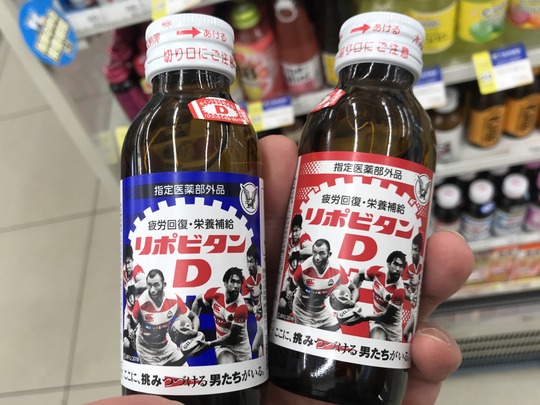 あける
切り口にご注意
D
指定医薬部外品
疲労回復・栄養補給
リポビタン
D
ここに、挑みつづける男たちがいる。
あける
切り口にご注意
指定医薬部外品
疲労回復・栄養補給
リポビタン
D
ここに、挑みつづける男たちがいる。